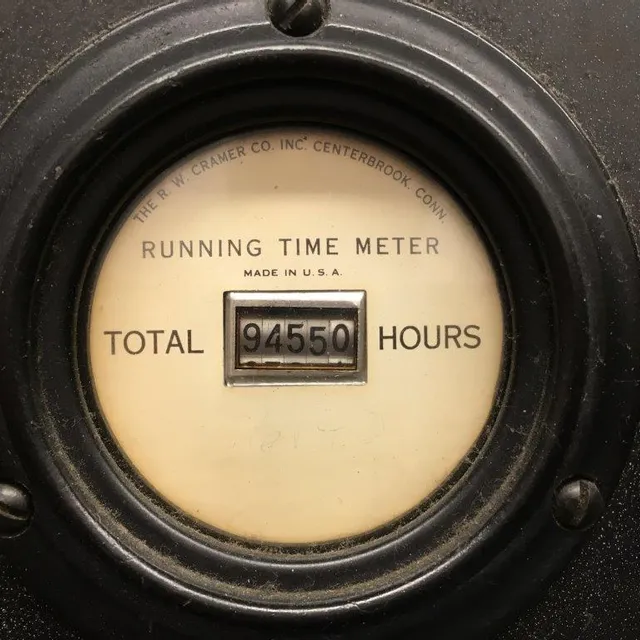 THE R. W. CRAMER CO. INC. CENTERBROOK, CONN.
RUNNING TIME METER
MADE IN U.S.A.
TOTAL 94550 HOURS